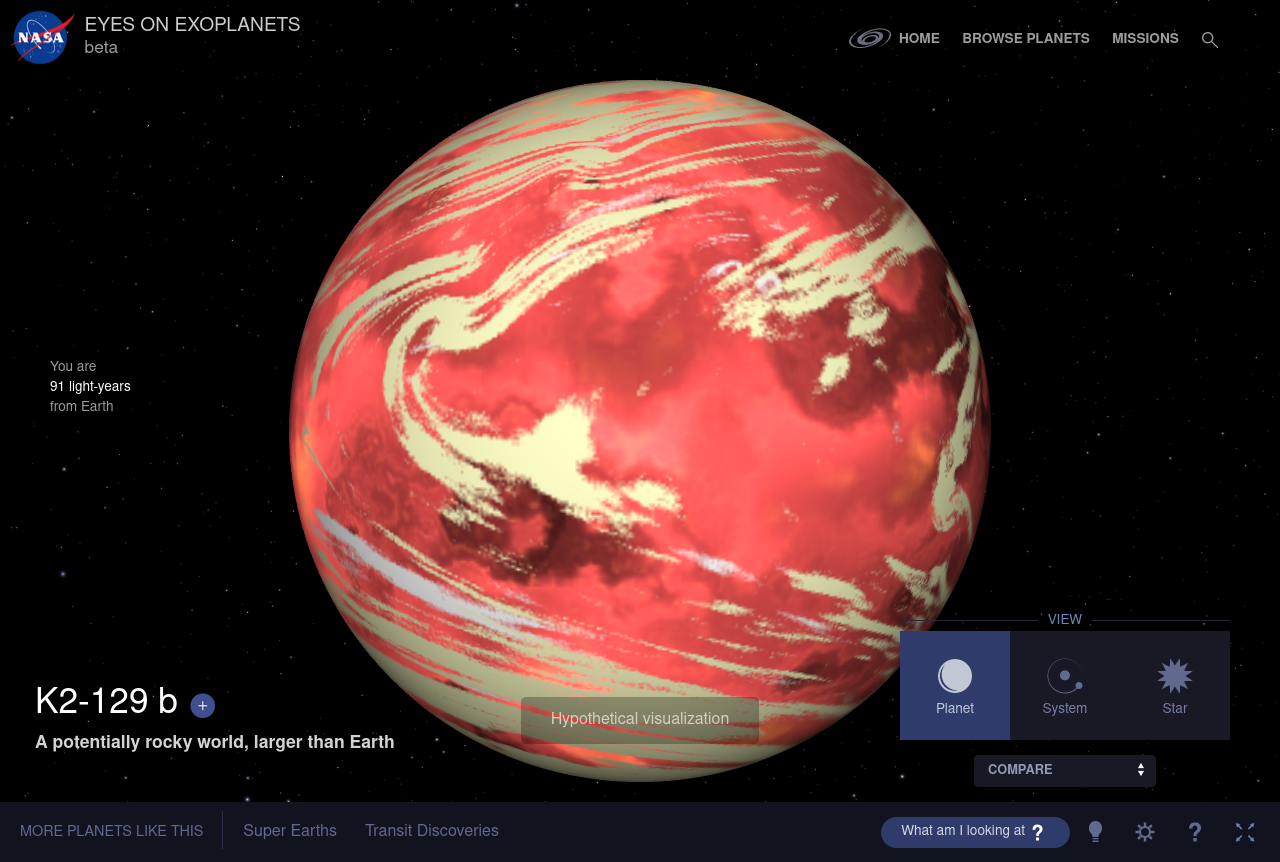 NASA
EYES ON EXOPLANETS
beta
HOME
BROWSE PLANETS
MISSIONS
You are
91 light-years
from Earth
VIEW
Planet
System
Star
K2-129 b
+
A potentially rocky world, larger than Earth
Hypothetical visualization
COMPARE
MORE PLANETS LIKE THIS
Super Earths
Transit Discoveries
What am I looking at ?
?